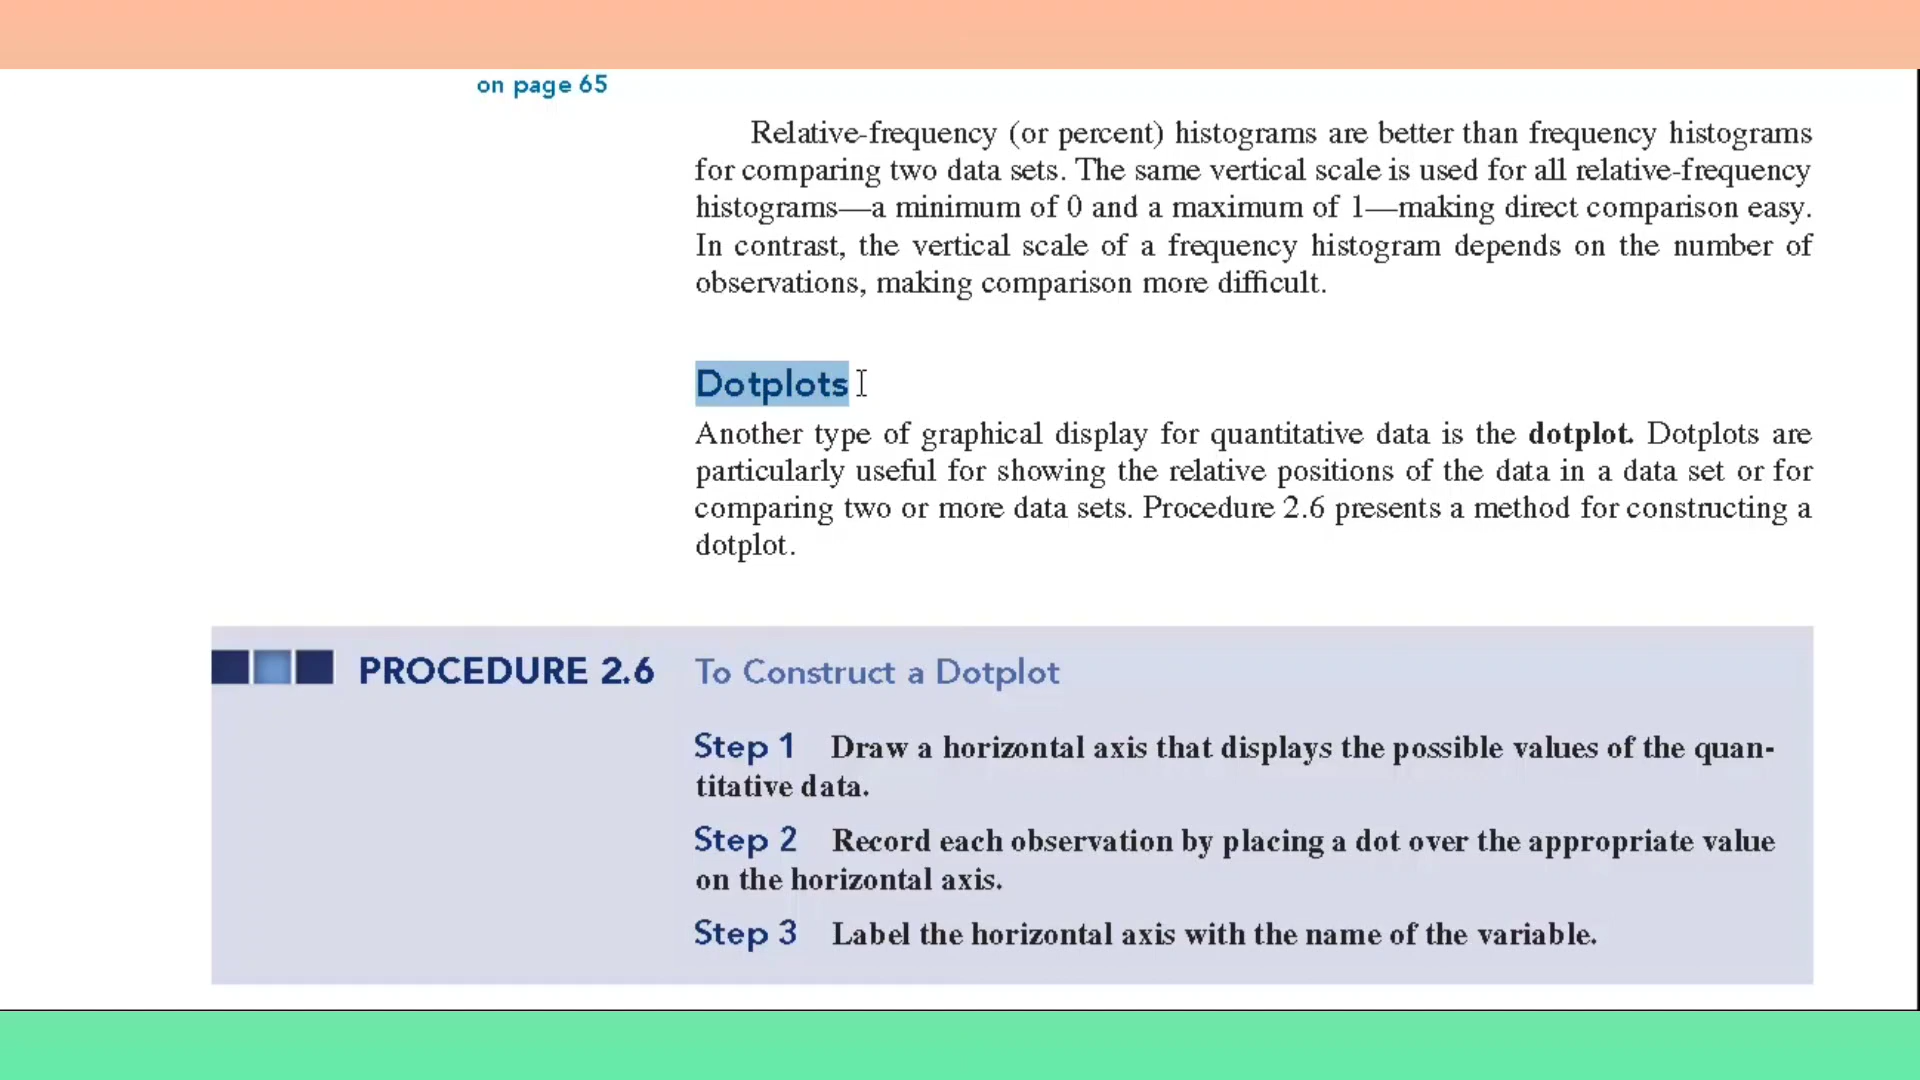 on page 65
Relative-frequency (or percent) histograms are better than frequency histograms
for comparing two data sets. The same vertical scale is used for all relative-frequency
histograms—a minimum of 0 and a maximum of 1—making direct comparison easy.
In contrast, the vertical scale of a frequency histogram depends on the number of
observations, making comparison more difficult.
Dotplots
Another type of graphical display for quantitative data is the dotplot. Dotplots are
particularly useful for showing the relative positions of the data in a data set or for
comparing two or more data sets. Procedure 2.6 presents a method for constructing a
dotplot.
PROCEDURE 2.6 To Construct a Dotplot
Step 1 Draw a horizontal axis that displays the possible values of the quan-
titative data.
Step 2 Record each observation by placing a dot over the appropriate value
on the horizontal axis.
Step 3 Label the horizontal axis with the name of the variable.